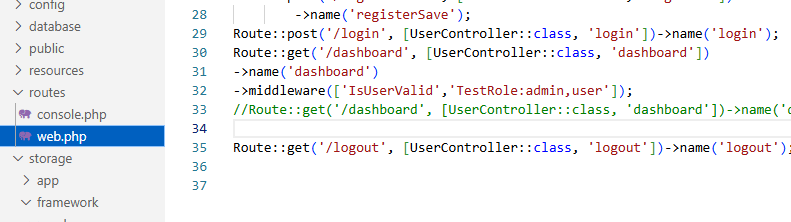 config
database
public
resources
routes
console.php
web.php
storage
app
framework
28 ->name('registerSave');
29 Route::post('/login', [UserController::class, 'login'])->name('login');
30 Route::get('/dashboard', [UserController::class, 'dashboard'])
31 ->name('dashboard')
32 ->middleware(['IsUserValid','TestRole:admin,user']);
33 //Route::get('/dashboard', [UserController::class, 'dashboard'])->name('d
34
35 Route::get('/logout', [UserController::class, 'logout'])->name('logout');
36
37